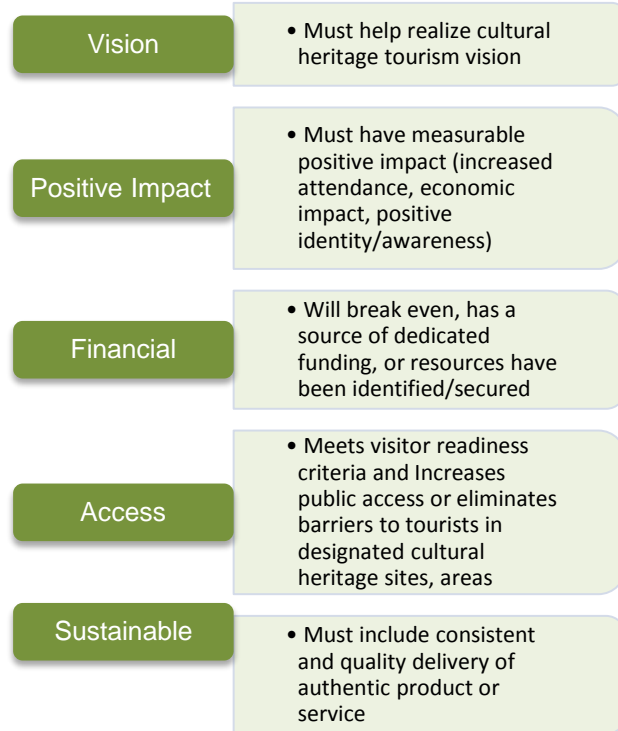 Vision
• Must help realize cultural
heritage tourism vision
Positive Impact
• Must have measurable
positive impact (increased
attendance, economic
impact, positive
identity/awareness)
Financial
• Will break even, has a
source of dedicated
funding, or resources have
been identified/secured
Access
• Meets visitor readiness
criteria and Increases
public access or eliminates
barriers to tourists in
designated cultural
heritage sites, areas
Sustainable
• Must include consistent
and quality delivery of
authentic product or
service